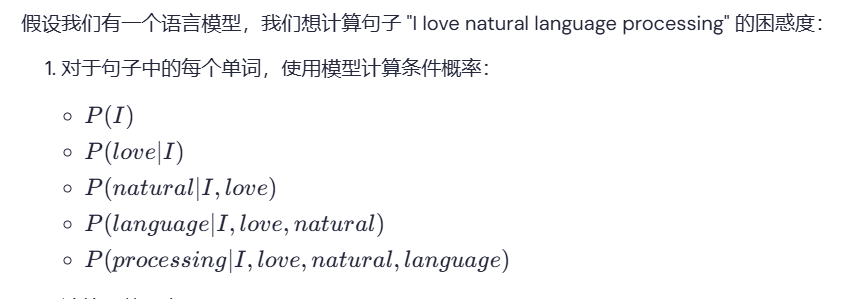 假设我们有一个语言模型，我们想计算句子 "I love natural language processing" 的困惑度：
1. 对于句子中的每个单词，使用模型计算条件概率：
◦ P(I)
◦ P(love|I)
◦ P(natural|I, love)
◦ P(language|I, love, natural)
◦ P(processing|I, love, natural, language)